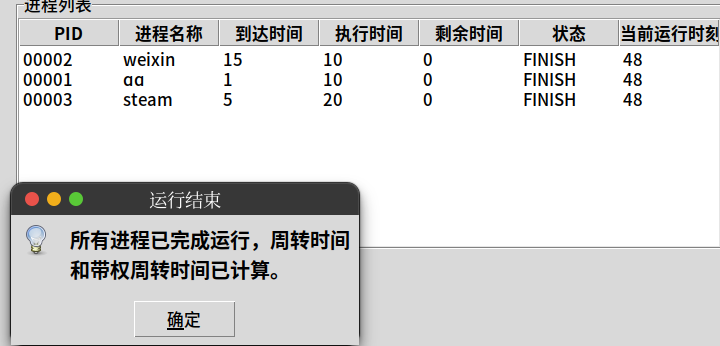 进程列表
PID 进程名称 到达时间 执行时间 剩余时间 状态 当前运行时刻
00002 weixin 15 10 0 FINISH 48
00001 qq 1 10 0 FINISH 48
00003 steam 5 20 0 FINISH 48
运行结束
所有进程已完成运行，周转时间
和带权周转时间已计算。
确定